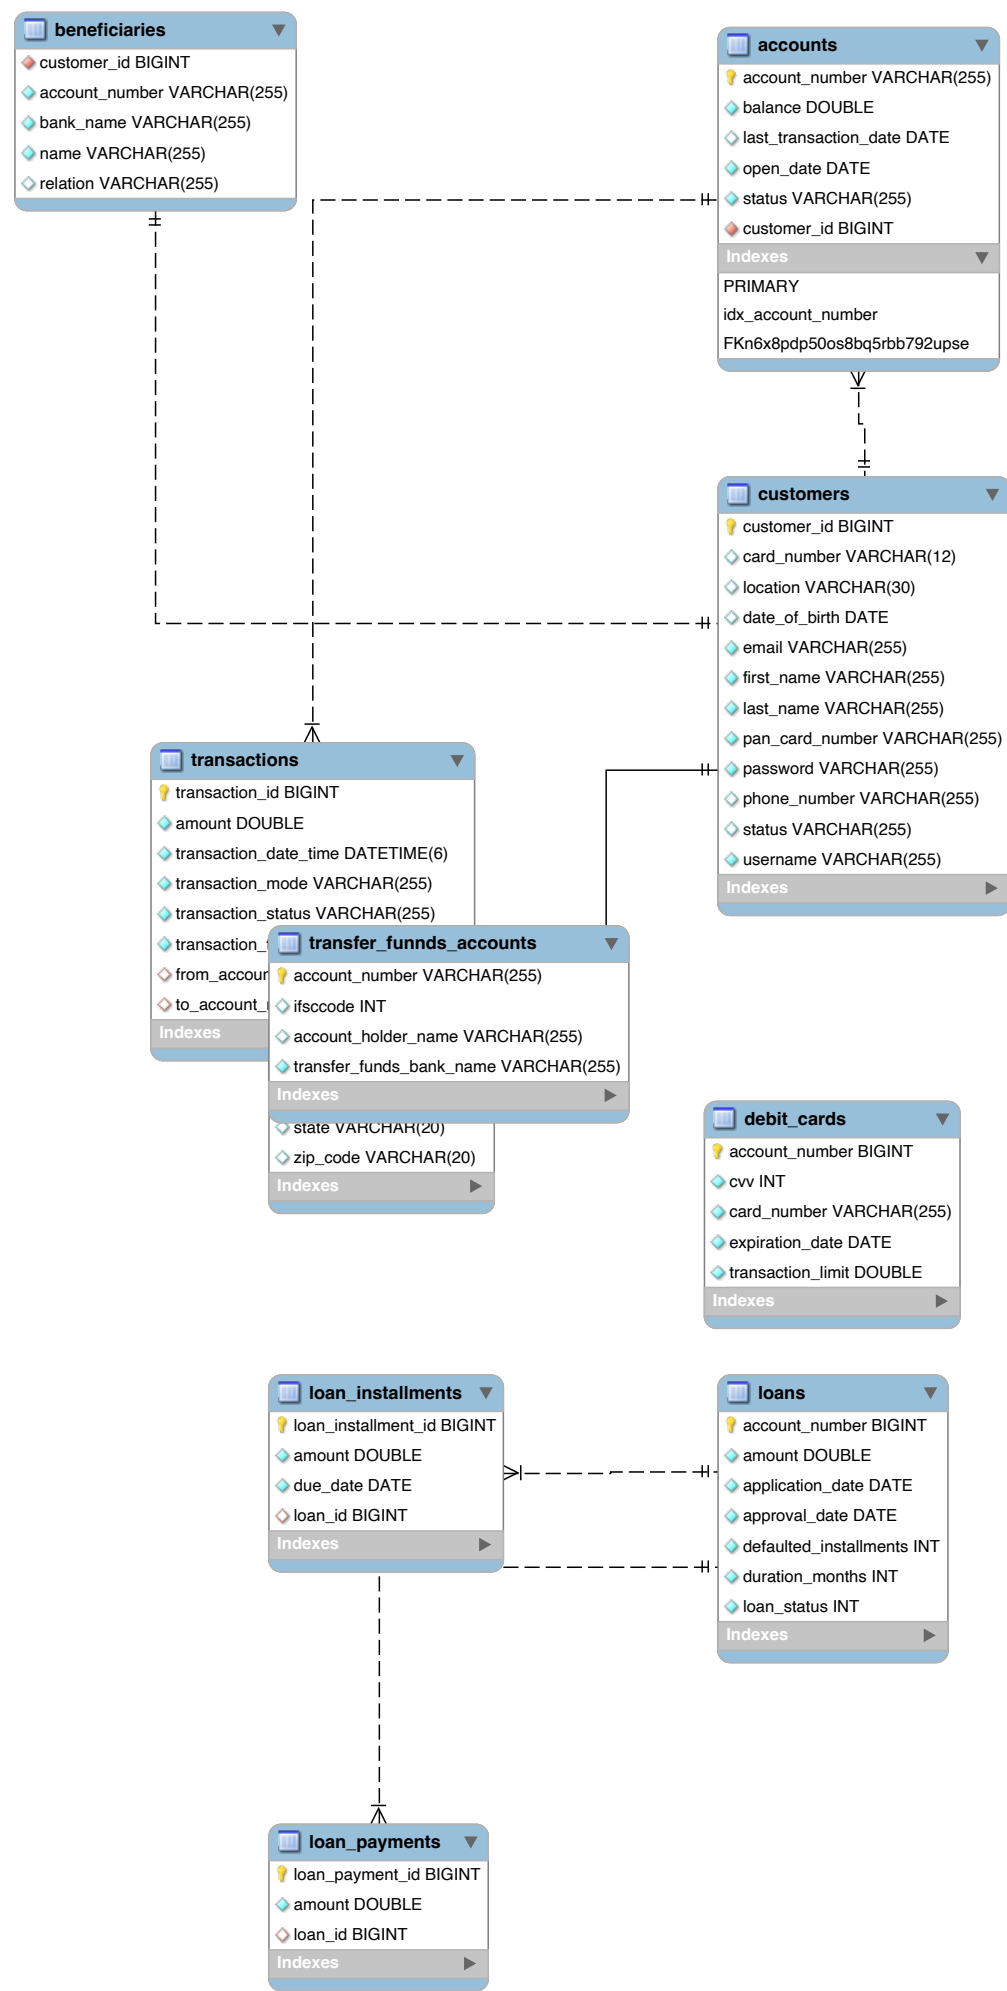 beneficiaries
customer_id BIGINT
account_number VARCHAR(255)
bank_name VARCHAR(255)
name VARCHAR(255)
relation VARCHAR(255)
accounts
account_number VARCHAR(255)
balance DOUBLE
last_transaction_date DATE
open_date DATE
status VARCHAR(255)
customer_id BIGINT
Indexes
PRIMARY
idx_account_number
FKn6x8pdp50os8bq5rbb792upse
customers
customer_id BIGINT
card_number VARCHAR(12)
location VARCHAR(30)
date_of_birth DATE
email VARCHAR(255)
first_name VARCHAR(255)
last_name VARCHAR(255)
pan_card_number VARCHAR(255)
password VARCHAR(255)
phone_number VARCHAR(255)
status VARCHAR(255)
username VARCHAR(255)
Indexes
transactions
transaction_id BIGINT
amount DOUBLE
transaction_date_time DATETIME(6)
transaction_mode VARCHAR(255)
transaction_status VARCHAR(255)
transaction_
from_accour
to_account_
Indexes
transfer_funnds_accounts
account_number VARCHAR(255)
ifsccode INT
account_holder_name VARCHAR(255)
transfer_funds_bank_name VARCHAR(255)
Indexes
state VARCHAR(20)
zip_code VARCHAR(20)
Indexes
debit_cards
account_number BIGINT
cvv INT
card_number VARCHAR(255)
expiration_date DATE
transaction_limit DOUBLE
Indexes
loan_installments
loan_installment_id BIGINT
amount DOUBLE
due_date DATE
loan_id BIGINT
Indexes
loans
account_number BIGINT
amount DOUBLE
application_date DATE
approval_date DATE
defaulted_installments INT
duration_months INT
loan_status INT
Indexes
loan_payments
loan_payment_id BIGINT
amount DOUBLE
loan_id BIGINT
Indexes